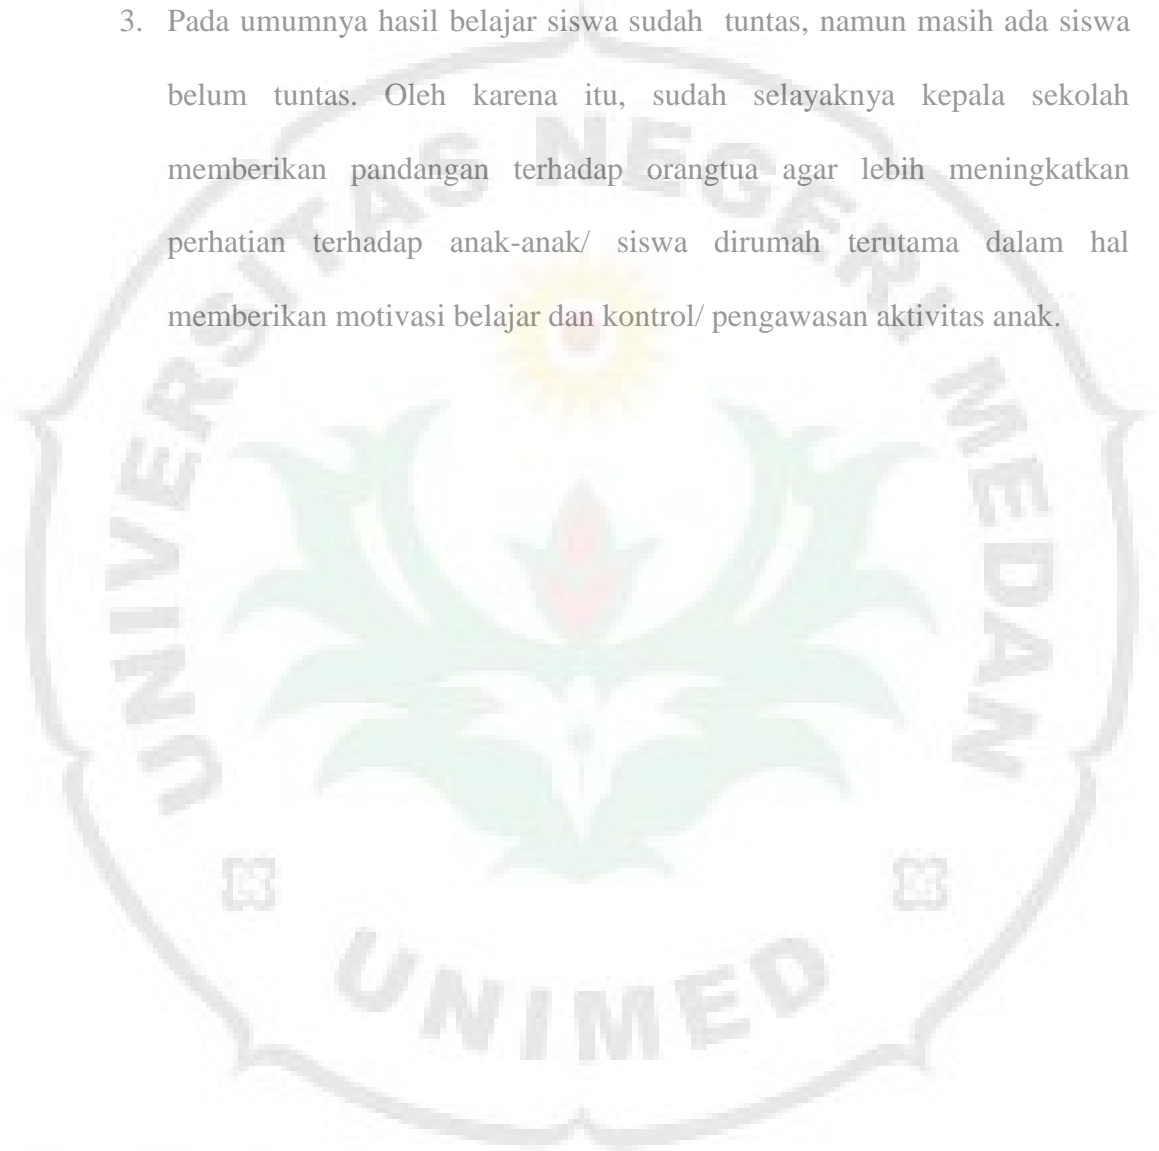 3. Pada umumnya hasil belajar siswa sudah tuntas, namun masih ada siswa
belum tuntas. Oleh karena itu, sudah selayaknya kepala sekolah
memberikan pandangan terhadap orangtua agar lebih meningkatkan
perhatian terhadap anak-anak/ siswa dirumah terutama dalam hal
memberikan motivasi belajar dan kontrol/ pengawasan aktivitas anak.
UNIVERSITAS NEGERI MEDAN
UNIMED